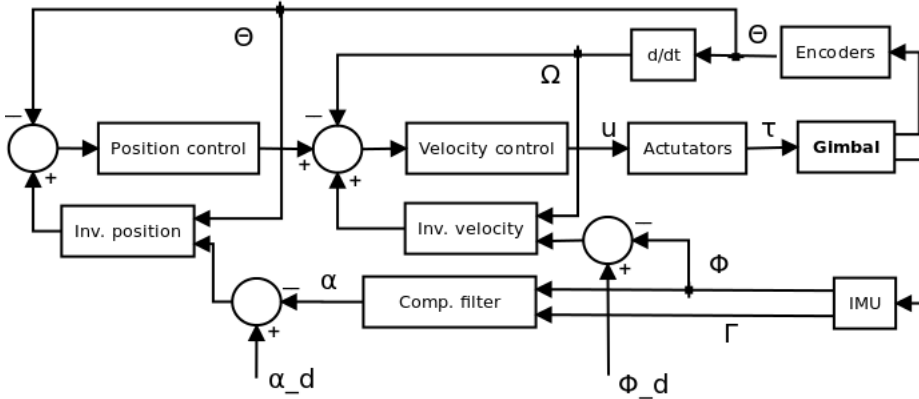 Θ
Θ
d/dt
Encoders
Ω
−
−
u
τ
Position control
Velocity control
Actutators
Gimbal
+
+
+
Inv. position
Inv. velocity
−
+
Φ
α
−
Comp. filter
IMU
+
Γ
α_d
Φ_d